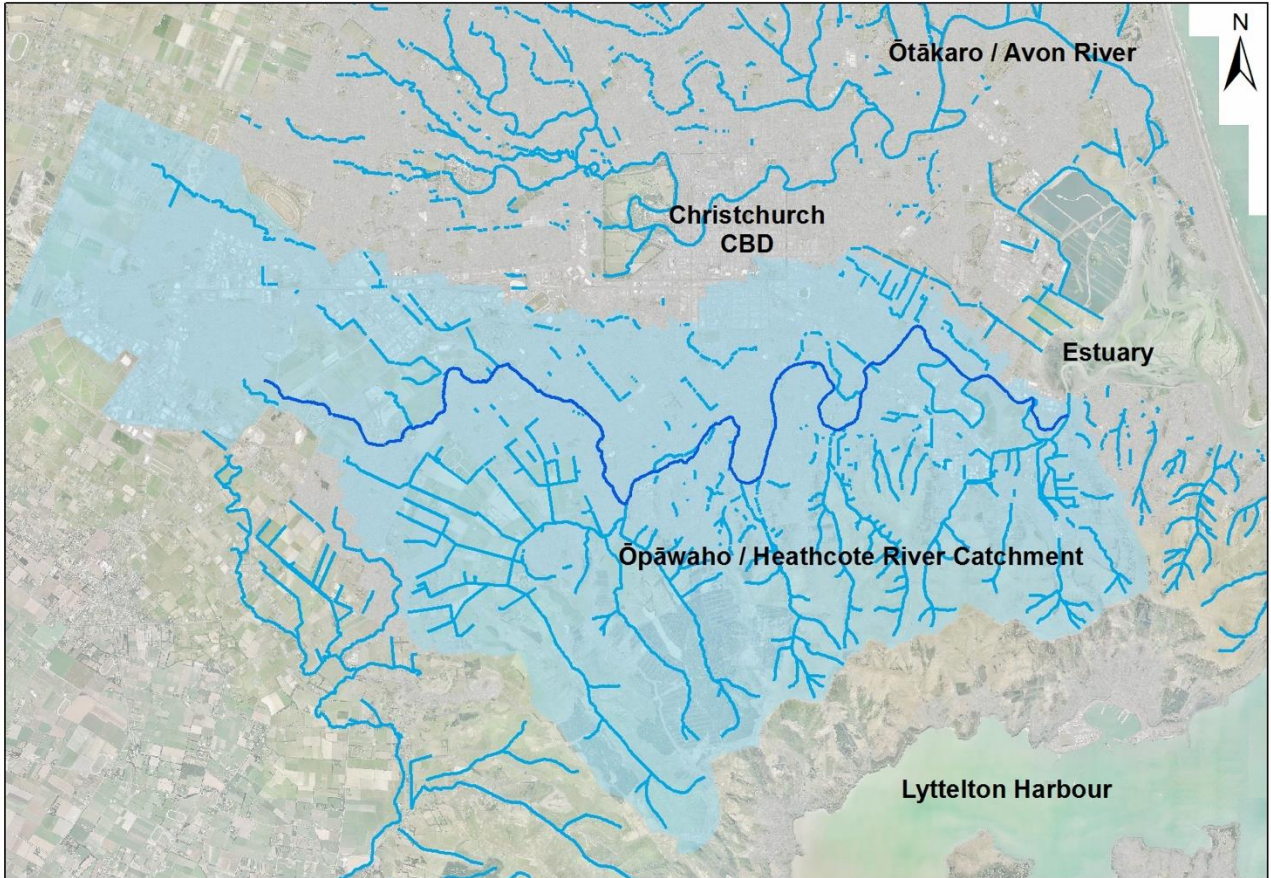 N
Ōtākaro / Avon River
Christchurch
CBD
Estuary
Ōpāwaho / Heathcote River Catchment
Lyttelton Harbour